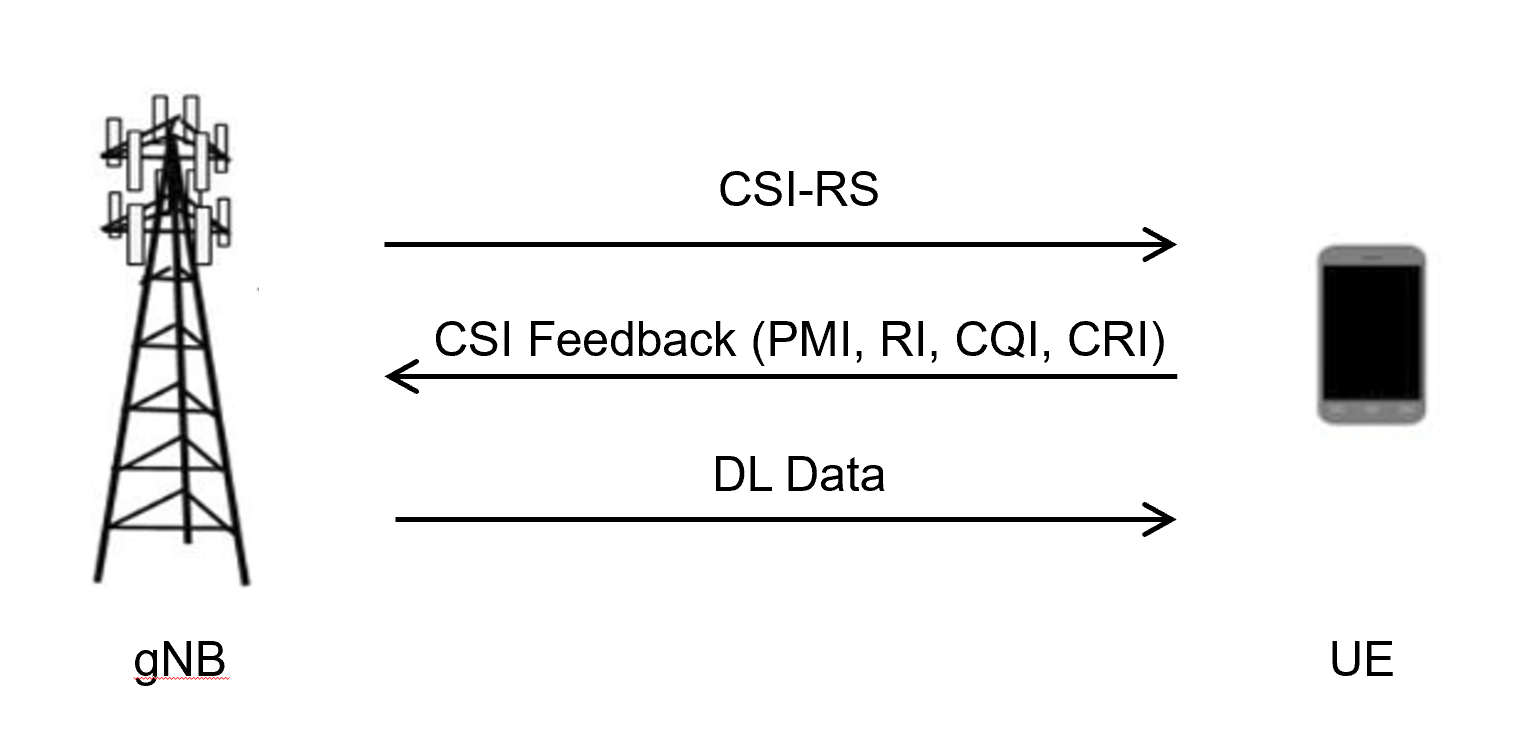 CSI-RS
CSI Feedback (PMI, RI, CQI, CRI)
DL Data
gNB
UE